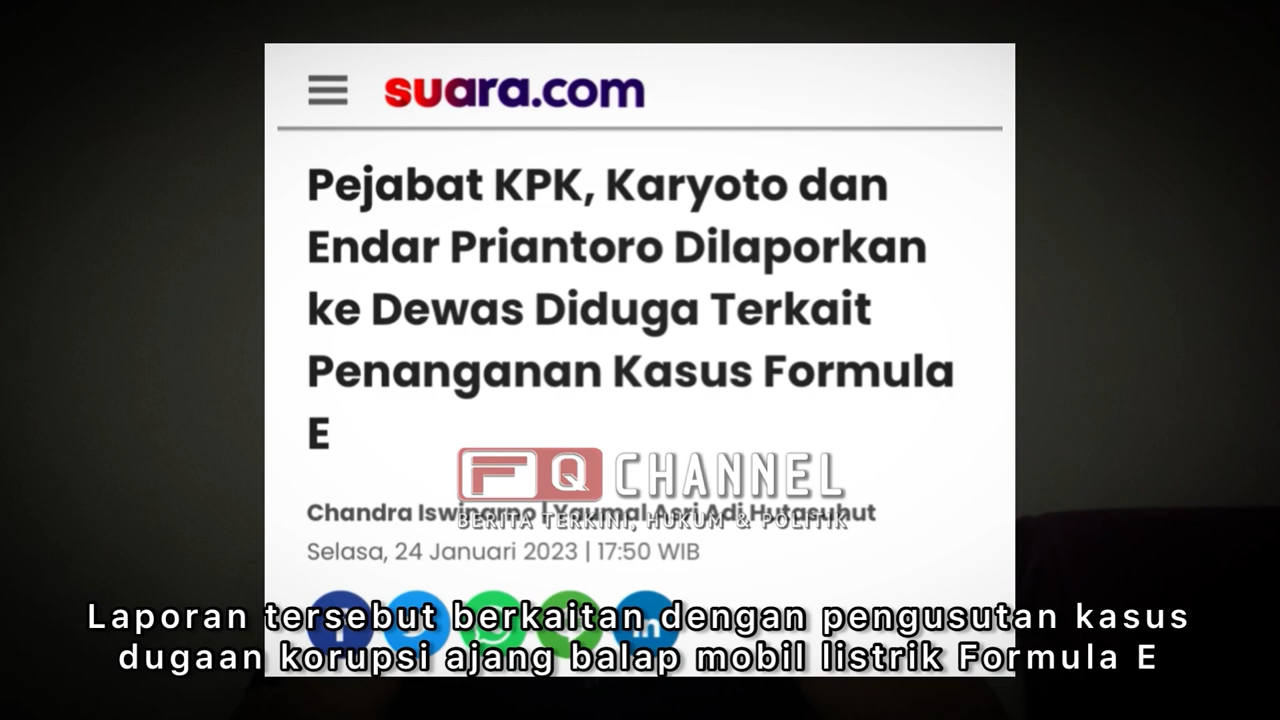 suara.com
Pejabat KPK, Karyoto dan
Endar Priantoro Dilaporkan
ke Dewas Diduga Terkait
Penanganan Kasus Formula
E
FQ CHANNEL
Chandra Iswinarno | Yaumal Asri Adi Hutasuhut
BERITA TERKINI, HUKUM & POLITIK
Selasa, 24 Januari 2023 | 17:50 WIB
Laporan tersebut berkaitan dengan pengusutan kasus
dugaan korupsi ajang balap mobil listrik Formula E